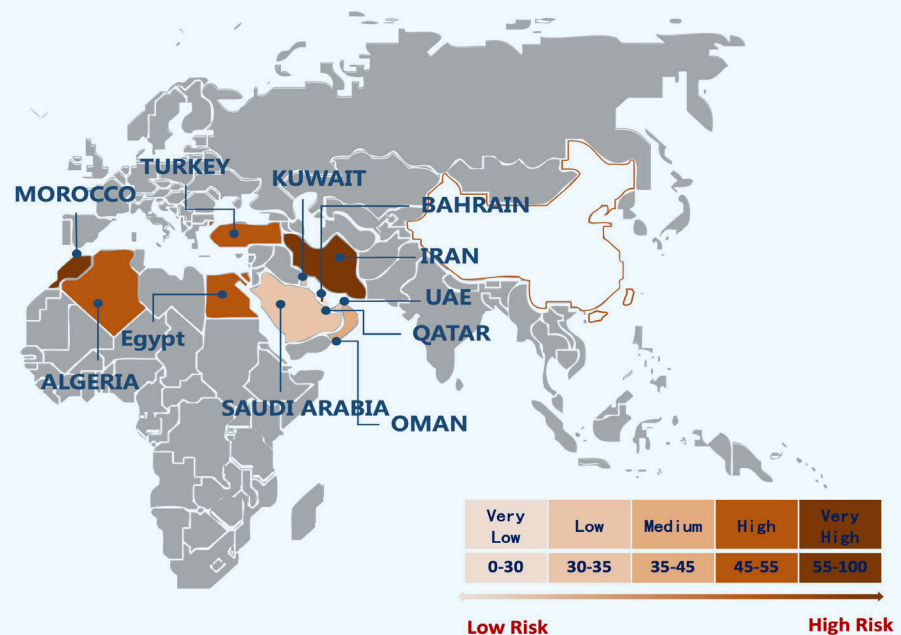 TURKEY
KUWAIT
MOROCCO
BAHRAIN
IRAN
UAE
QATAR
Egypt
ALGERIA
SAUDI ARABIA
OMAN
Very Low
Low
Medium
High
Very High
0-30
30-35
35-45
45-55
55-100
Low Risk
High Risk